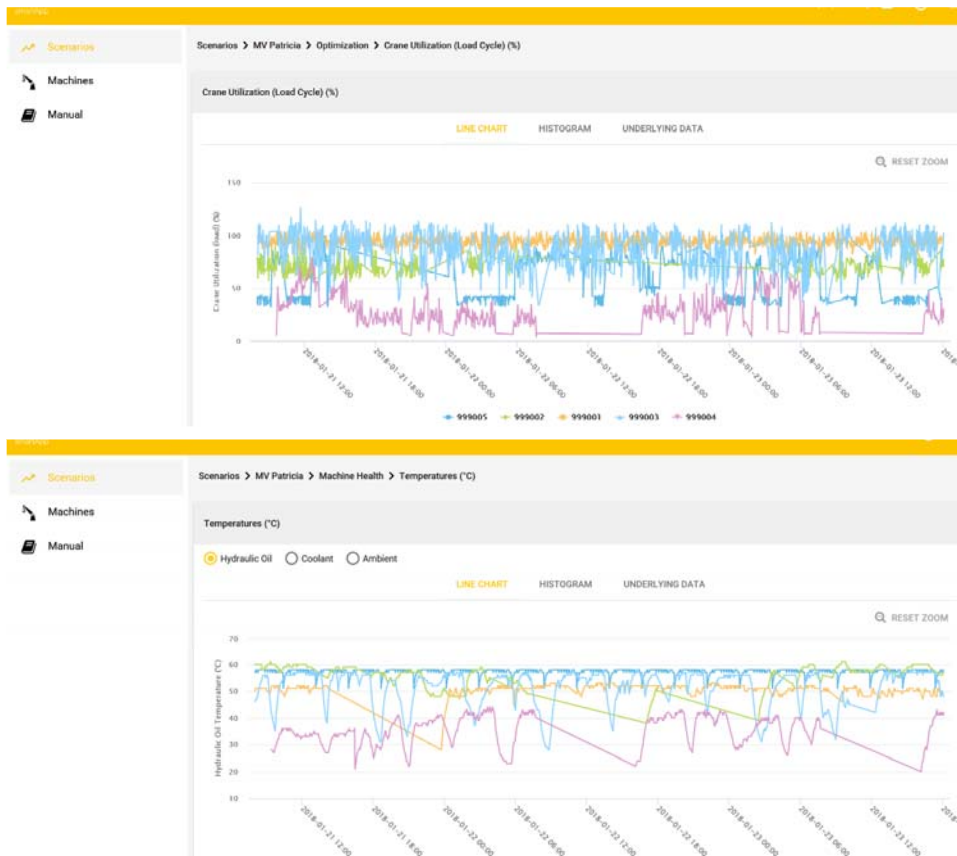 Scenarios
Machines
Manual
Scenarios ❯ MV Patricia ❯ Optimization ❯ Crane Utilization (Load Cycle) (%)
Crane Utilization (Load Cycle) (%)
LINE CHART HISTOGRAM UNDERLYING DATA
RESET ZOOM
Crane Utilization (load) (%)
150
100
50
0
2018-01-21 12:00
2018-01-21 18:00
2018-01-22 00:00
2018-01-22 06:00
2018-01-22 12:00
2018-01-22 18:00
2018-01-23 00:00
2018-01-23 06:00
2018-01-23 12:00
999005 999002 999001 999003 999004
Scenarios
Machines
Manual
Scenarios ❯ MV Patricia ❯ Machine Health ❯ Temperatures (°C)
Temperatures (°C)
Hydraulic Oil Coolant Ambient
LINE CHART HISTOGRAM UNDERLYING DATA
RESET ZOOM
Hydraulic Oil Temperature (°C)
70
60
50
40
30
20
10
2018-01-21 12:00
2018-01-21 18:00
2018-01-22 00:00
2018-01-22 06:00
2018-01-22 12:00
2018-01-22 18:00
2018-01-23 00:00
2018-01-23 06:00
2018-01-23 12:00